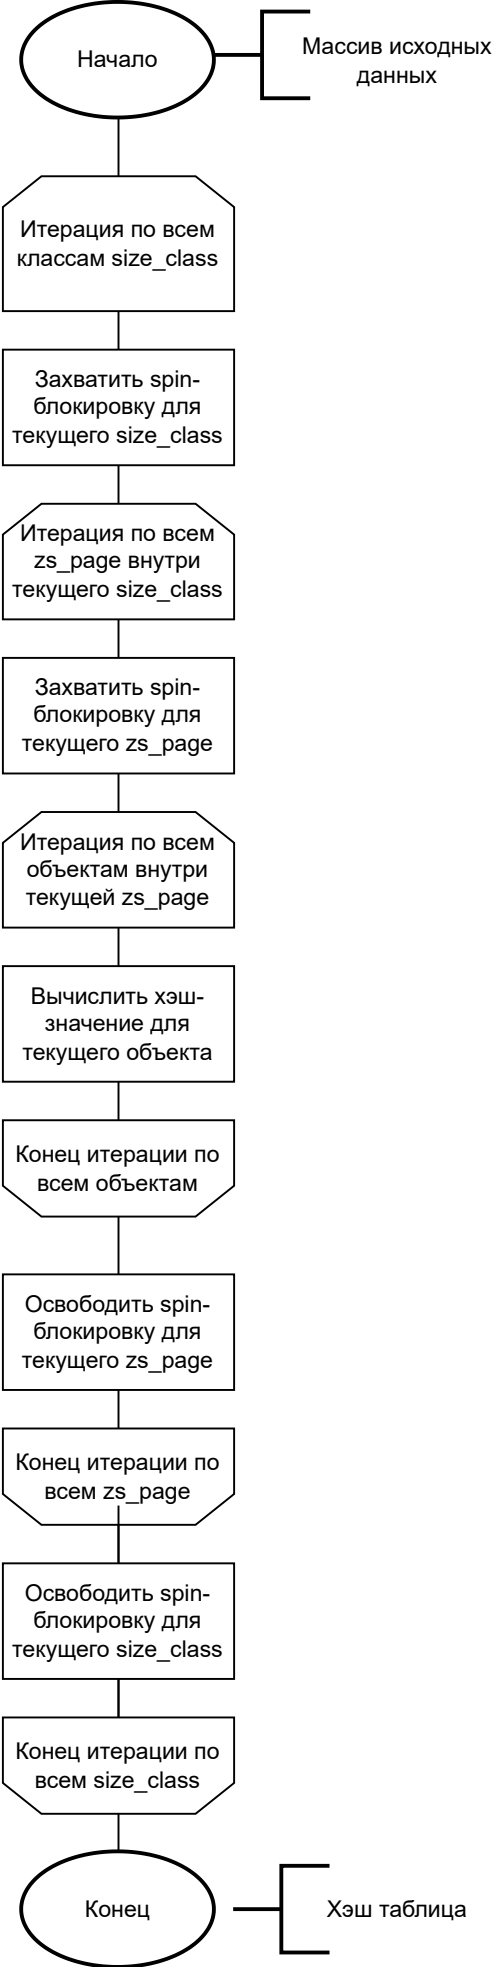 Начало
Массив исходных
данных
Итерация по всем
классам size_class
Захватить spin-
блокировку для
текущего size_class
Итерация по всем
zs_page внутри
текущего size_class
Захватить spin-
блокировку для
текущего zs_page
Итерация по всем
объектам внутри
текущей zs_page
Вычислить хэш-
значение для
текущего объекта
Конец итерации по
всем объектам
Освободить spin-
блокировку для
текущего zs_page
Конец итерации по
всем zs_page
Освободить spin-
блокировку для
текущего size_class
Конец итерации по
всем size_class
Конец
Хэш таблица